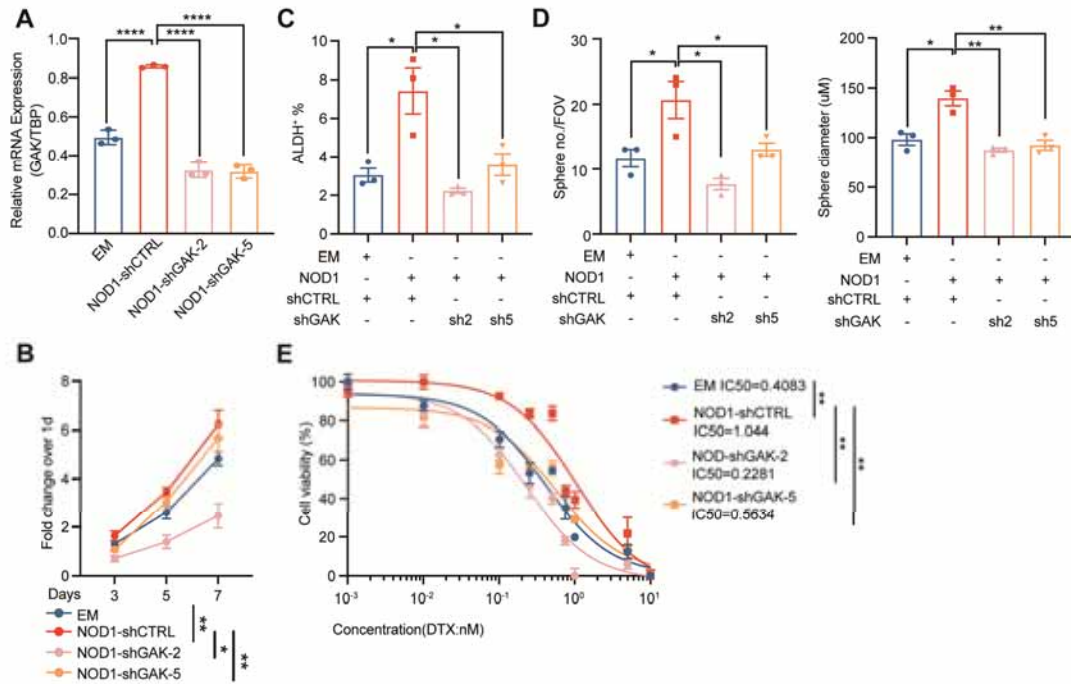 A
Relative mRNA Expression
(GAK/TBP)
1.0
0.8
0.6
0.4
0.2
0.0
****
****
****
EM
NOD1-shCTRL
NOD1-shGAK-2
NOD1-shGAK-5
C
ALDH+ %
10
8
6
4
2
0
*
*
*
EM + - - -
NOD1 - + + +
shCTRL + + - -
shGAK - - sh2 sh5
D
Sphere no./FOV
30
20
10
0
*
*
*
EM + - - -
NOD1 - + + +
shCTRL + + - -
shGAK - - sh2 sh5
Sphere diameter (uM)
200
150
100
50
0
*
**
**
EM + - - -
NOD1 - + + +
shCTRL + + - -
shGAK - - sh2 sh5
B
Fold change over 1d
8
6
4
2
0
Days 3 5 7
EM
NOD1-shCTRL
NOD1-shGAK-2
NOD1-shGAK-5
**
*
**
E
Cell viability (%)
100
80
60
40
20
0
10-3 10-2 10-1 100 101
Concentration(DTX:nM)
EM IC50=0.4083
NOD1-shCTRL
IC50=1.044
NOD-shGAK-2
IC50=0.2281
NOD1-shGAK-5
IC50=0.5634
**
**
**